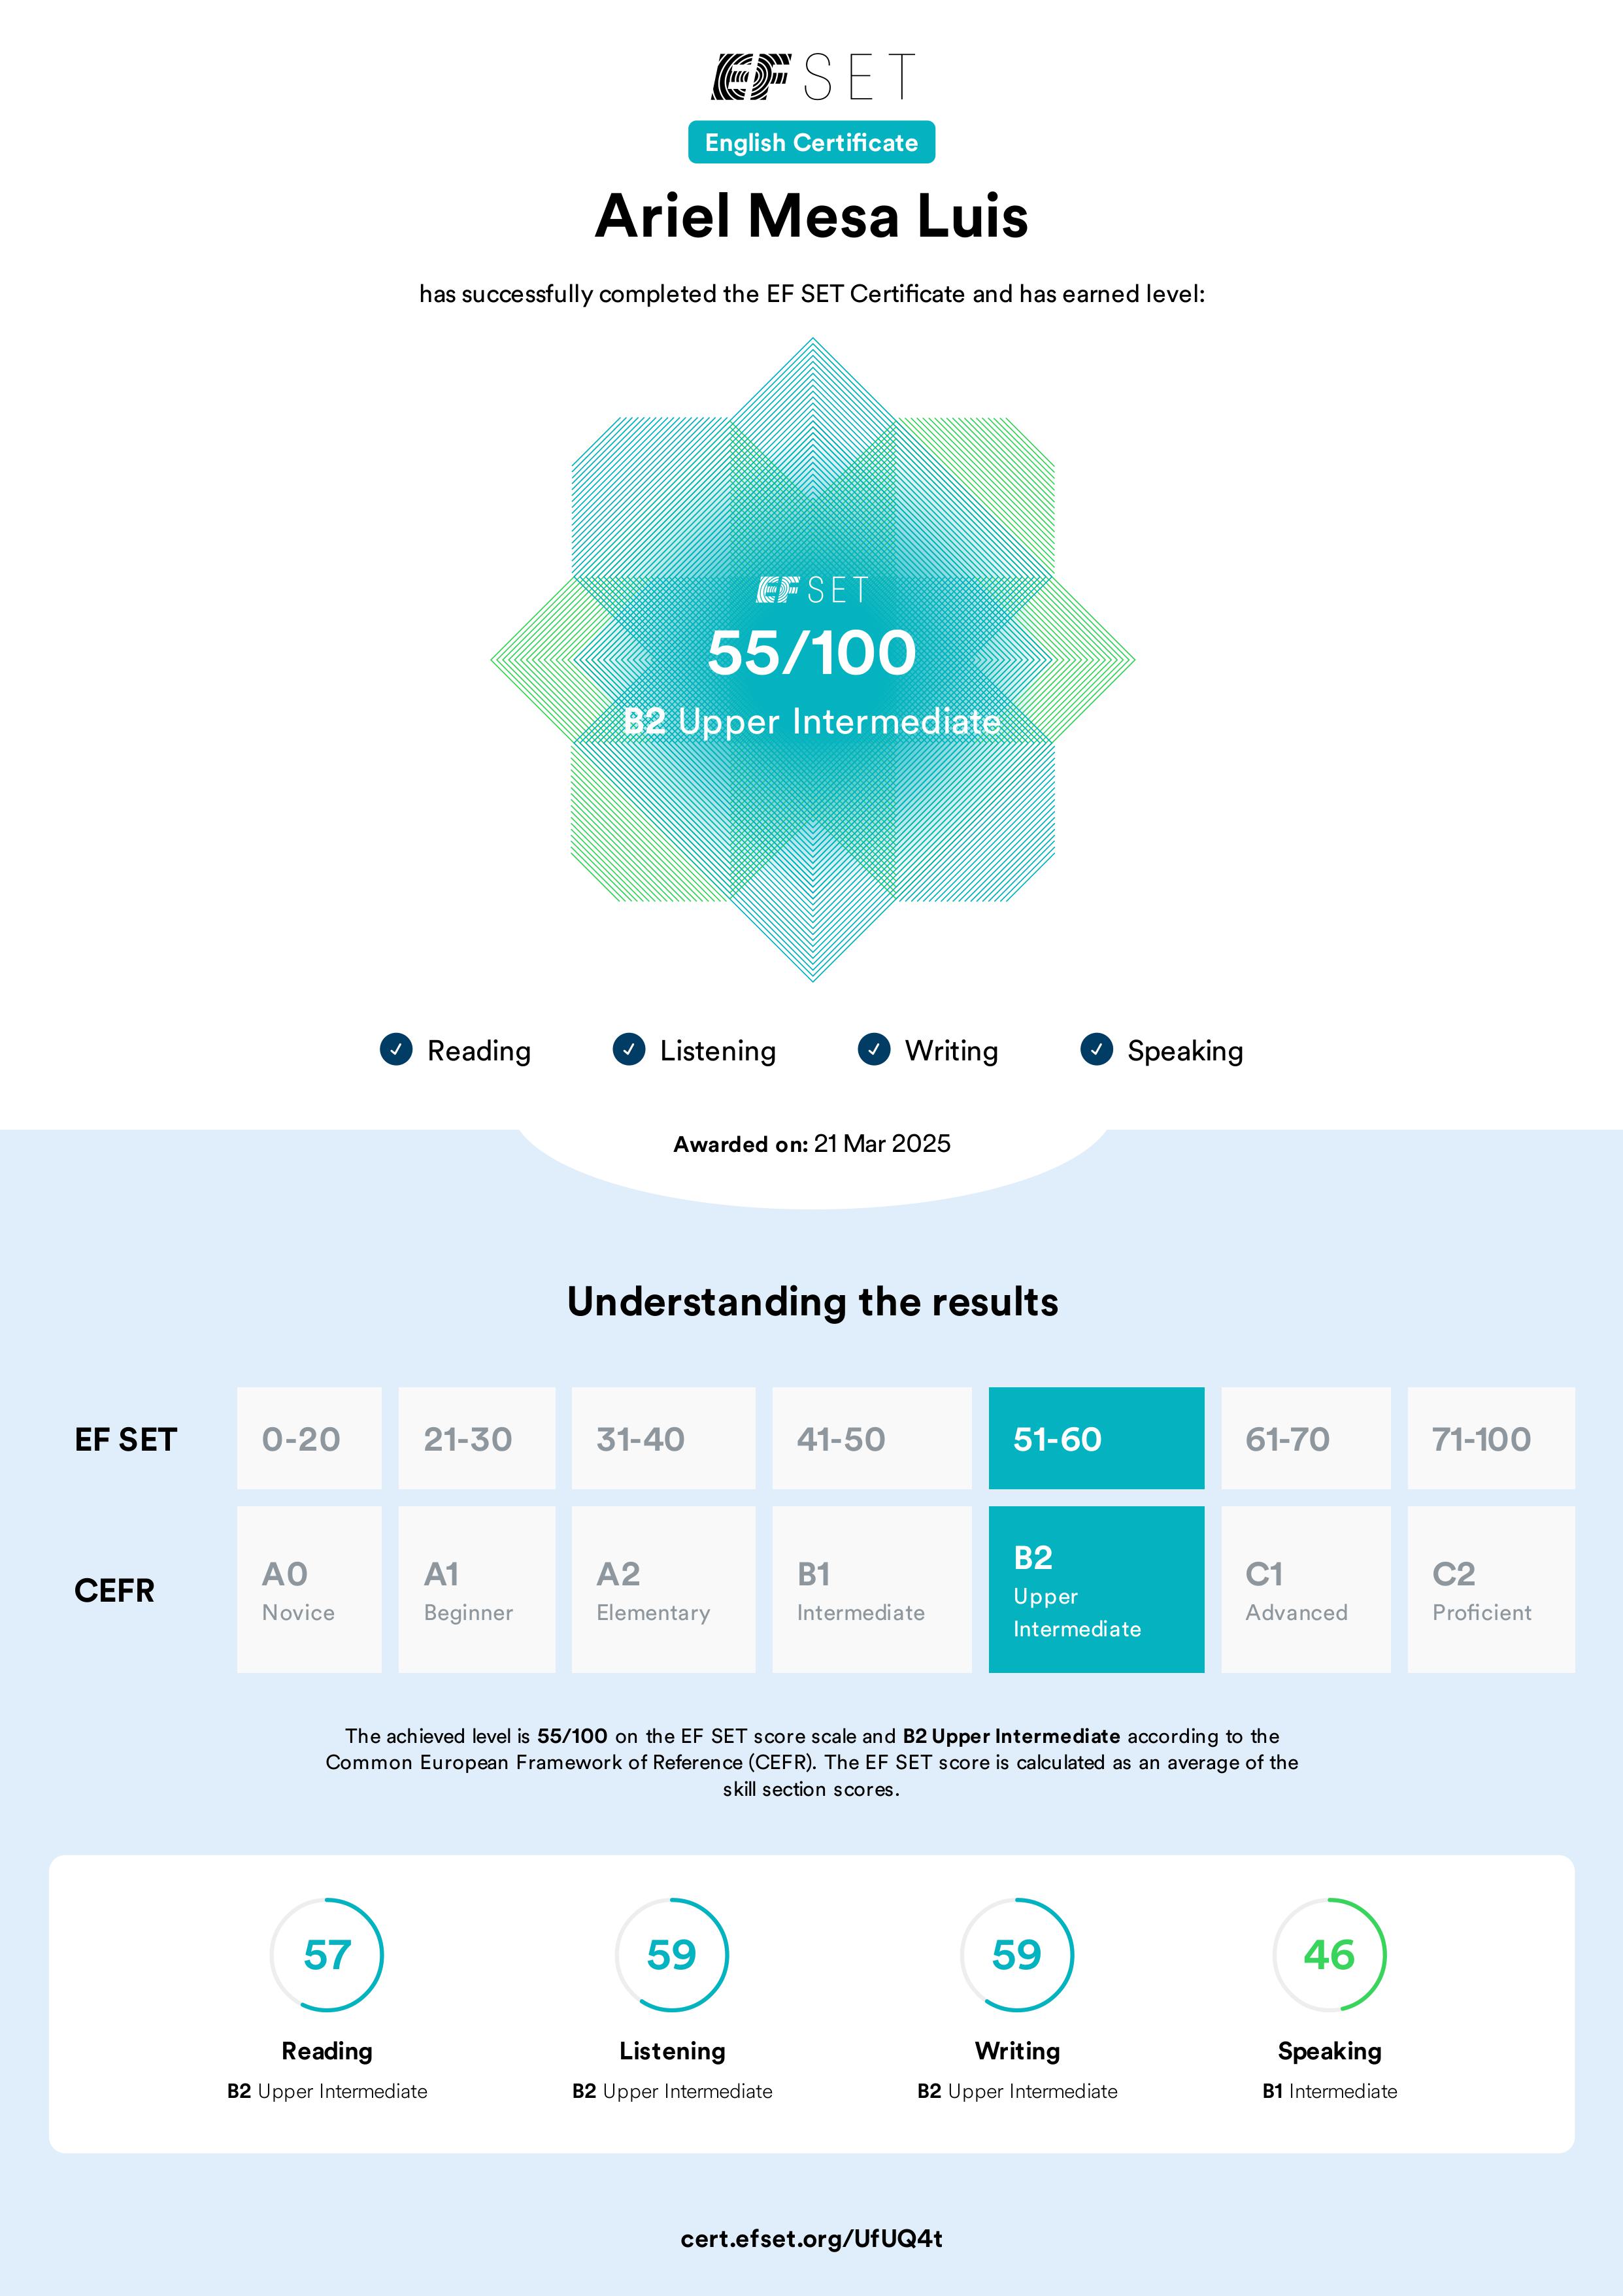 EF SET
English Certificate
Ariel Mesa Luis
has successfully completed the EF SET Certificate and has earned level:
EF SET
55/100
B2 Upper Intermediate
Reading Listening Writing Speaking
Awarded on: 21 Mar 2025
Understanding the results
EF SET 0-20 21-30 31-40 41-50 51-60 61-70 71-100
CEFR
A0
Novice
A1
Beginner
A2
Elementary
B1
Intermediate
B2
Upper
Intermediate
C1
Advanced
C2
Proficient
The achieved level is 55/100 on the EF SET score scale and B2 Upper Intermediate according to the
Common European Framework of Reference (CEFR). The EF SET score is calculated as an average of the
skill section scores.
57
Reading
B2 Upper Intermediate
59
Listening
B2 Upper Intermediate
59
Writing
B2 Upper Intermediate
46
Speaking
B1 Intermediate
cert.efset.org/UfUQ4t